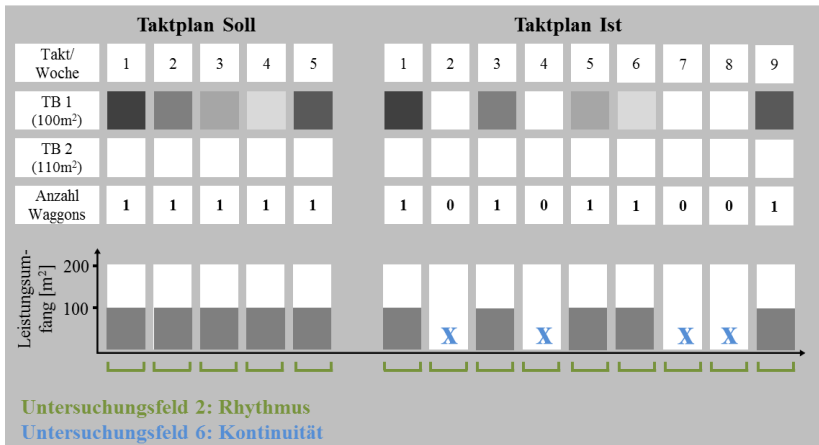 Taktplan Soll
Taktplan Ist
Takt/
Woche
1 2 3 4 5
1 2 3 4 5 6 7 8 9
TB 1
(100m²)
TB 2
(110m²)
Anzahl
Waggons
1 1 1 1 1
1 0 1 0 1 1 0 0 1
Leistungsum-
fang [m²]
200
100
x x x x
Untersuchungsfeld 2: Rhythmus
Untersuchungsfeld 6: Kontinuität